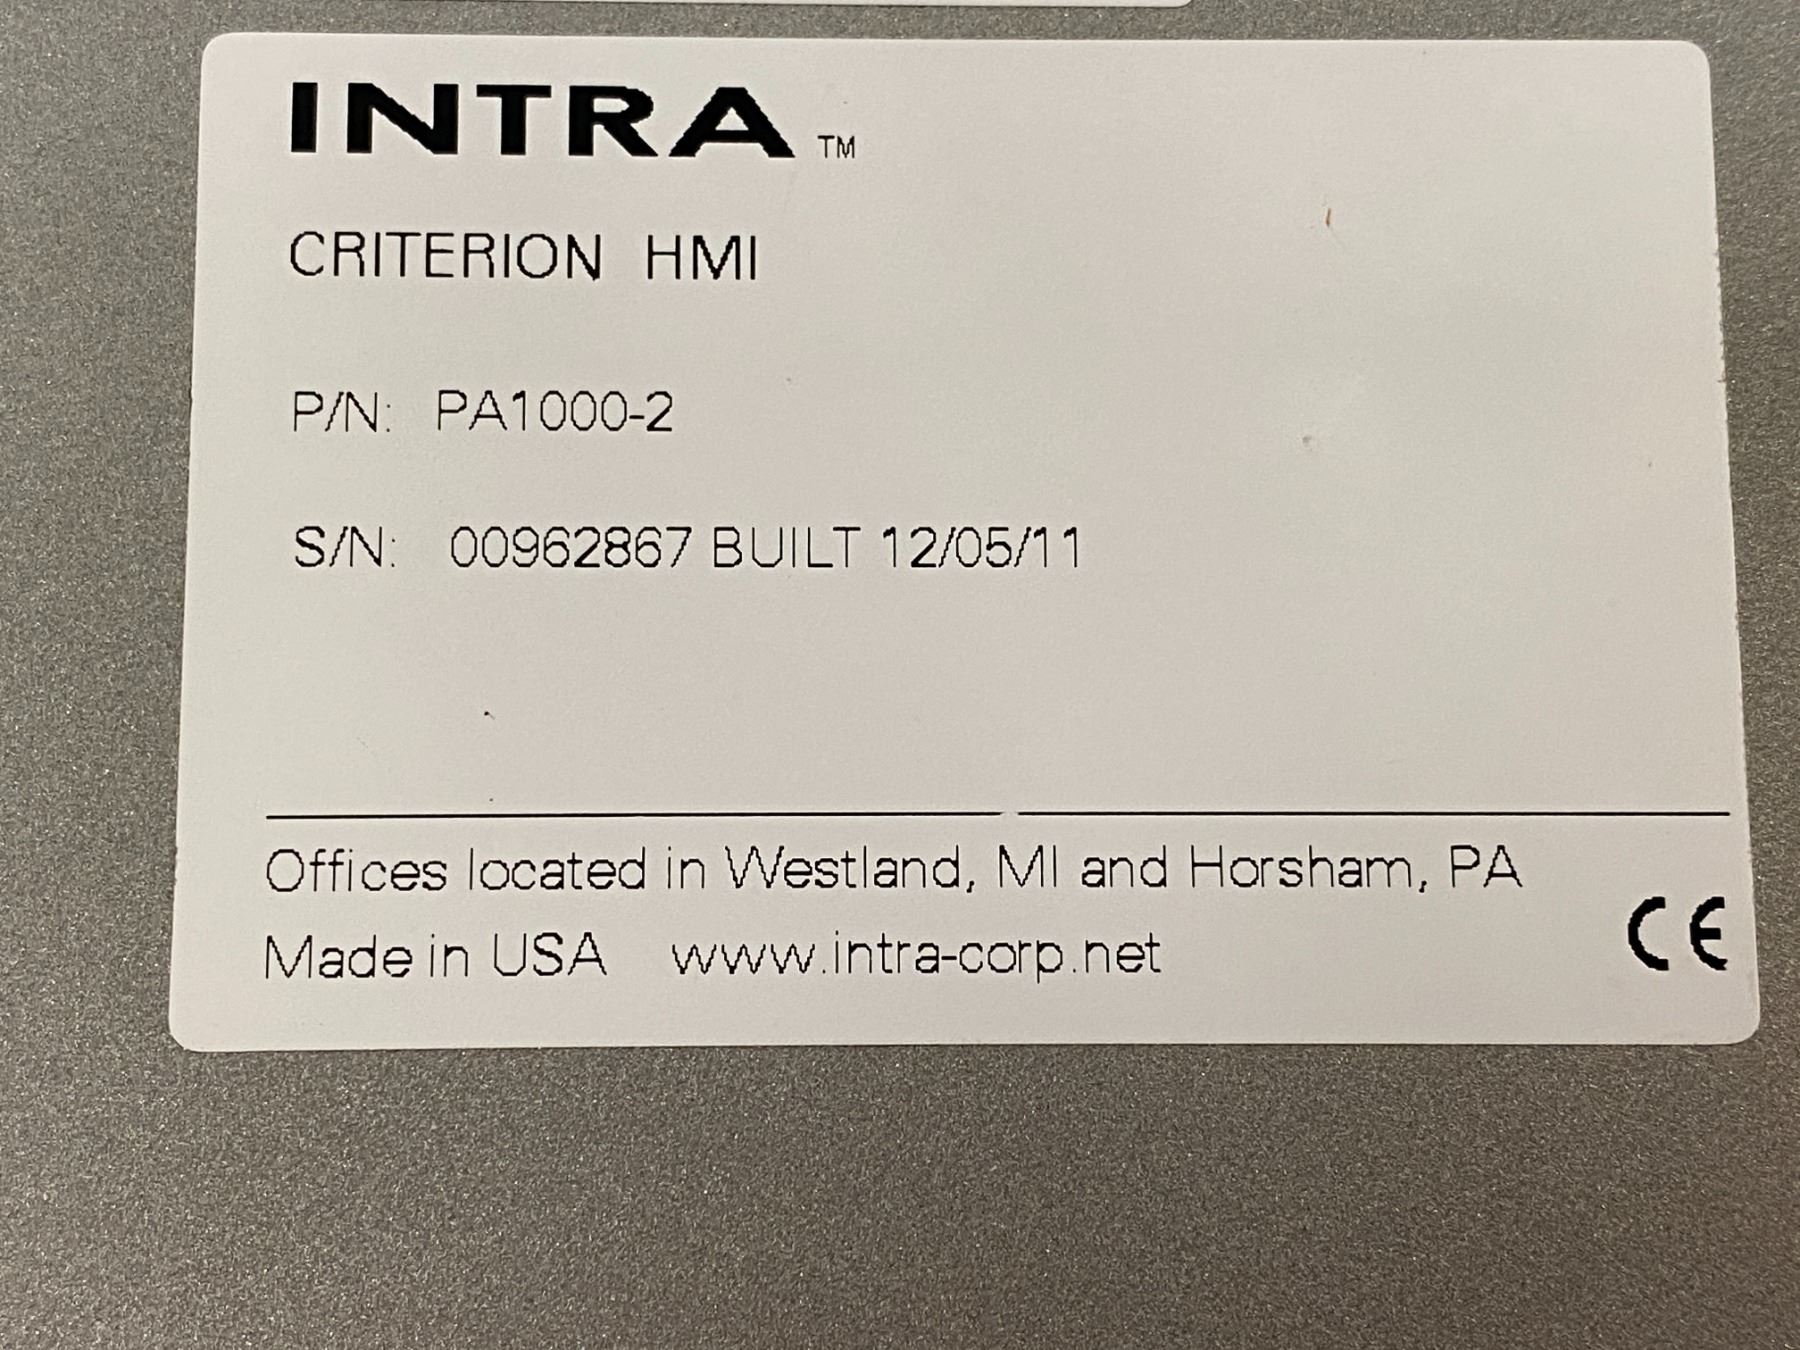 INTRA™
CRITERION HMI
P/N: PA1000-2
S/N: 00962867 BUILT 12/05/11
Offices located in Westland, MI and Horsham, PA
Made in USA www.intra-corp.net
CE